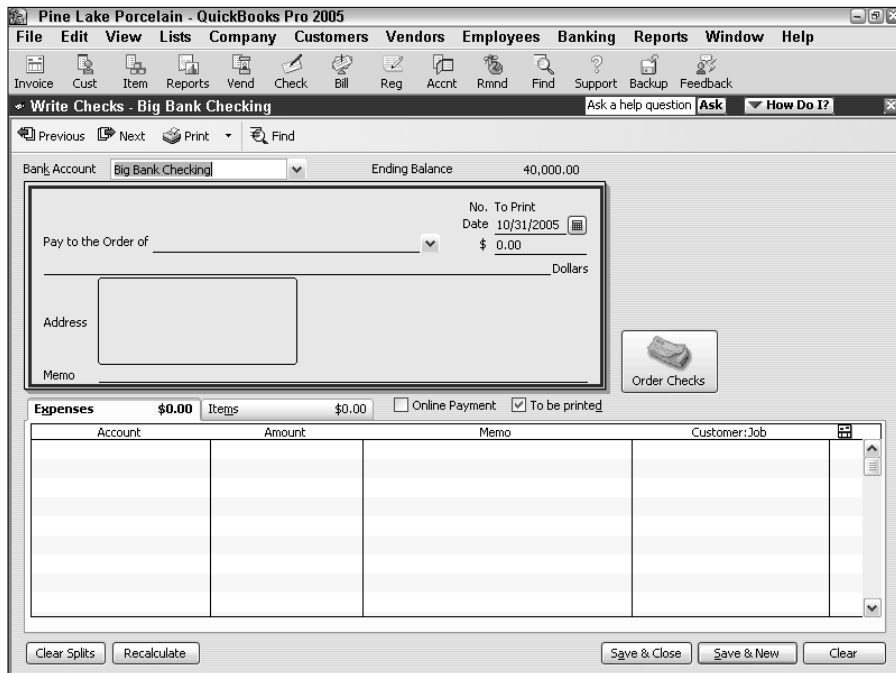 Pine Lake Porcelain - QuickBooks Pro 2005
File Edit View Lists Company Customers Vendors Employees Banking Reports Window Help
Invoice Cust Item Reports Vend Check Bill Reg Accnt Rmnd Find Support Backup Feedback
Write Checks - Big Bank Checking Ask a help question Ask How Do I?
Previous Next Print Find
Bank Account Big Bank Checking Ending Balance 40,000.00
No. To Print
Date 10/31/2005
Pay to the Order of $ 0.00
Dollars
Address
Memo
Order Checks
Expenses $0.00 Items $0.00 Online Payment To be printed
Account Amount Memo Customer:Job
Clear Splits Recalculate Save & Close Save & New Clear